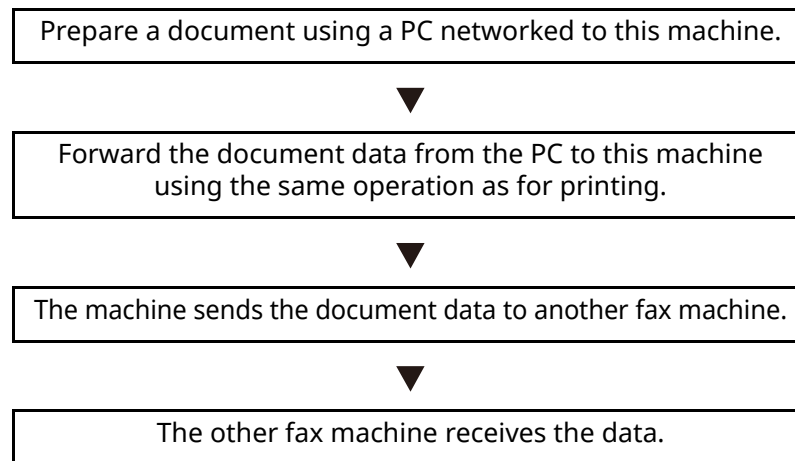 Prepare a document using a PC networked to this machine.
Forward the document data from the PC to this machine
using the same operation as for printing.
The machine sends the document data to another fax machine.
The other fax machine receives the data.